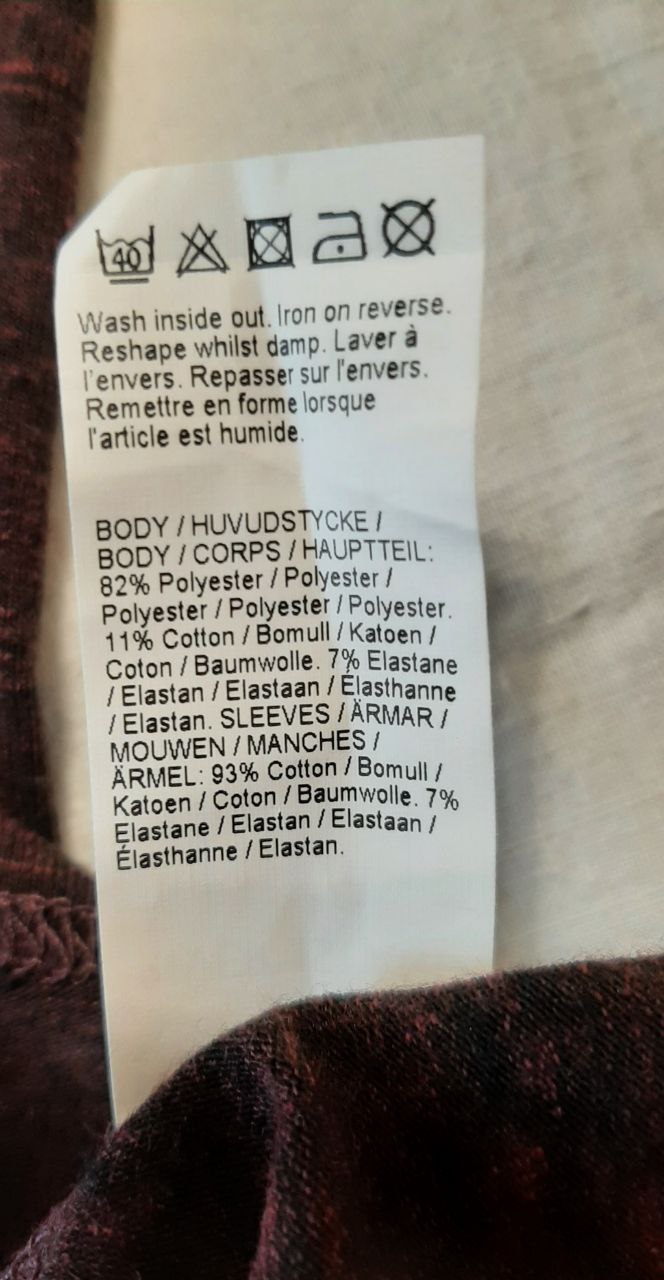 40
Wash inside out. Iron on reverse.
Reshape whilst damp. Laver à
l'envers. Repasser sur l'envers.
Remettre en forme lorsque
l'article est humide.
BODY / HUVUDSTYCKE /
BODY / CORPS / HAUPTTEIL:
82% Polyester / Polyester /
Polyester / Polyester / Polyester.
11% Cotton / Bomull / Katoen /
Coton / Baumwolle. 7% Elastane
/ Elastan / Elastaan / Élasthanne
/ Elastan. SLEEVES / ÄRMAR /
MOUWEN / MANCHES /
ÄRMEL: 93% Cotton / Bomull /
Katoen / Coton / Baumwolle. 7%
Elastane / Elastan / Elastaan /
Élasthanne / Elastan.